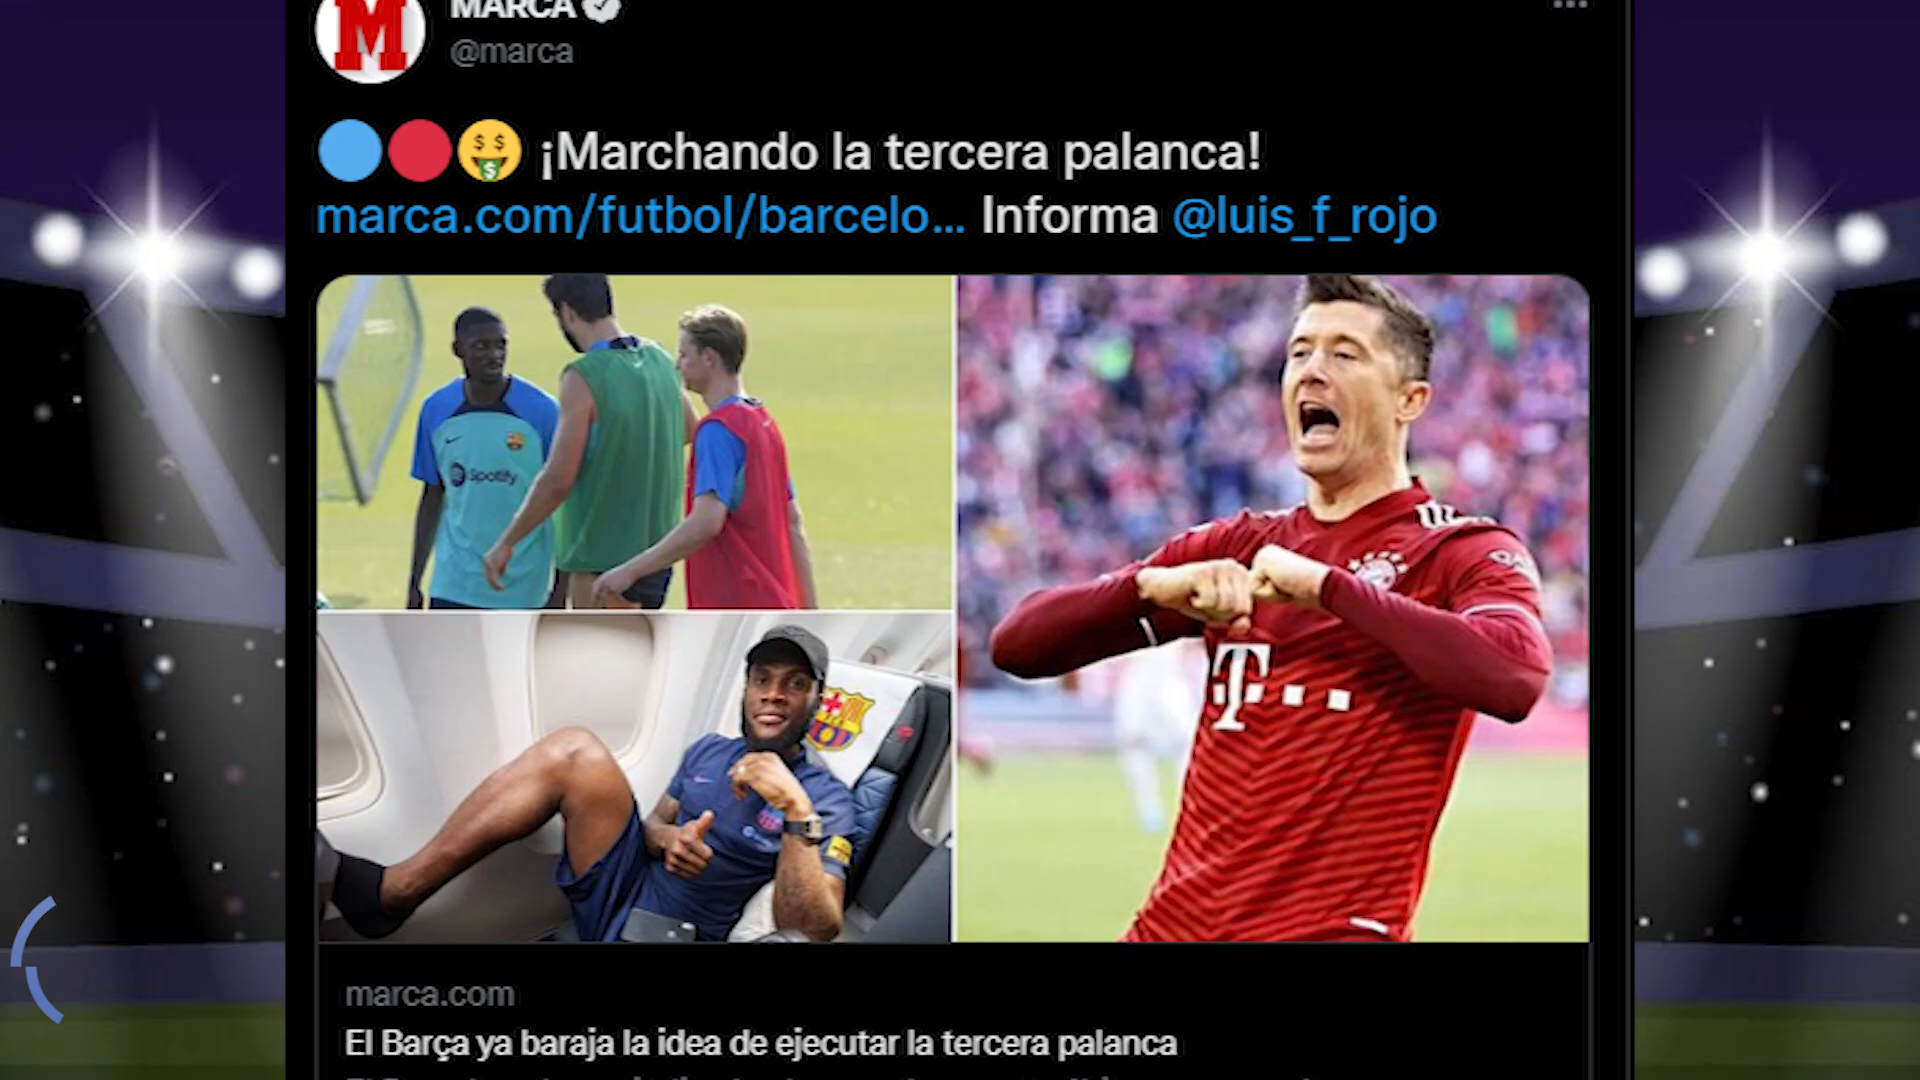 MARCA
@marca
¡Marchando la tercera palanca!
marca.com/futbol/barcelo... Informa @luis_f_rojo
Spotify
T
marca.com
El Barça ya baraja la idea de ejecutar la tercera palanca